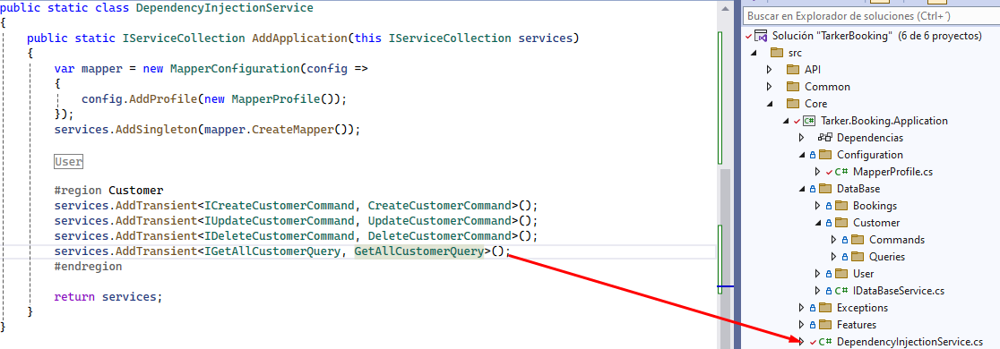 public static class DependencyInjectionService
{
public static IServiceCollection AddApplication(this IServiceCollection services)
{
var mapper = new MapperConfiguration(config =>
{
config.AddProfile(new MapperProfile());
});
services.AddSingleton(mapper.CreateMapper());
User
#region Customer
services.AddTransient<ICreateCustomerCommand, CreateCustomerCommand>();
services.AddTransient<IUpdateCustomerCommand, UpdateCustomerCommand>();
services.AddTransient<IDeleteCustomerCommand, DeleteCustomerCommand>();
services.AddTransient<IGetAllCustomerQuery, GetAllCustomerQuery>();
#endregion
return services;
}
}
Buscar en Explorador de soluciones (Ctrl+´)
Solución "TarkerBooking" (6 de 6 proyectos)
src
API
Common
Core
C# Tarker.Booking.Application
Dependencias
Configuration
C# MapperProfile.cs
DataBase
Bookings
Customer
Commands
Queries
User
C# IDataBaseService.cs
Exceptions
Features
C# DependencyInjectionService.cs